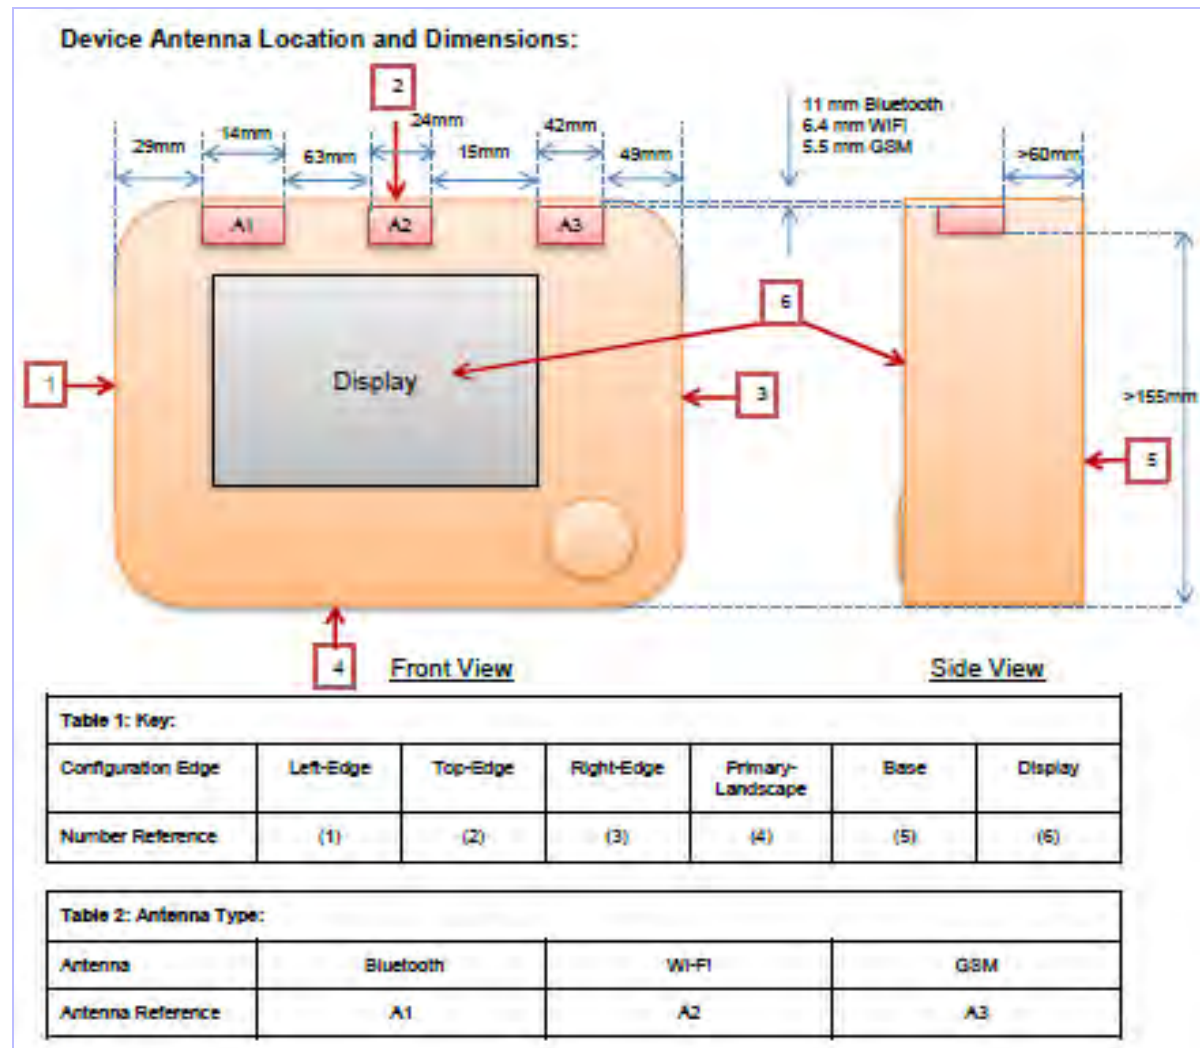 Device Antenna Location and Dimensions:
2
11 mm Bluetooth
6.4 mm WIFI
5.5 mm GSM
29mm
14mm
63mm
24mm
15mm
42mm
49mm
>60mm
A1
A2
A3
6
1
Display
3
>155mm
5
4
Front View
Side View
Table 1: Key:
Configuration Edge Left-Edge Top-Edge Right-Edge Primary-Landscape Base Display
Number Reference (1) (2) (3) (4) (5) (6)
Table 2: Antenna Type:
Antenna Bluetooth Wi-Fi GSM
Antenna Reference A1 A2 A3